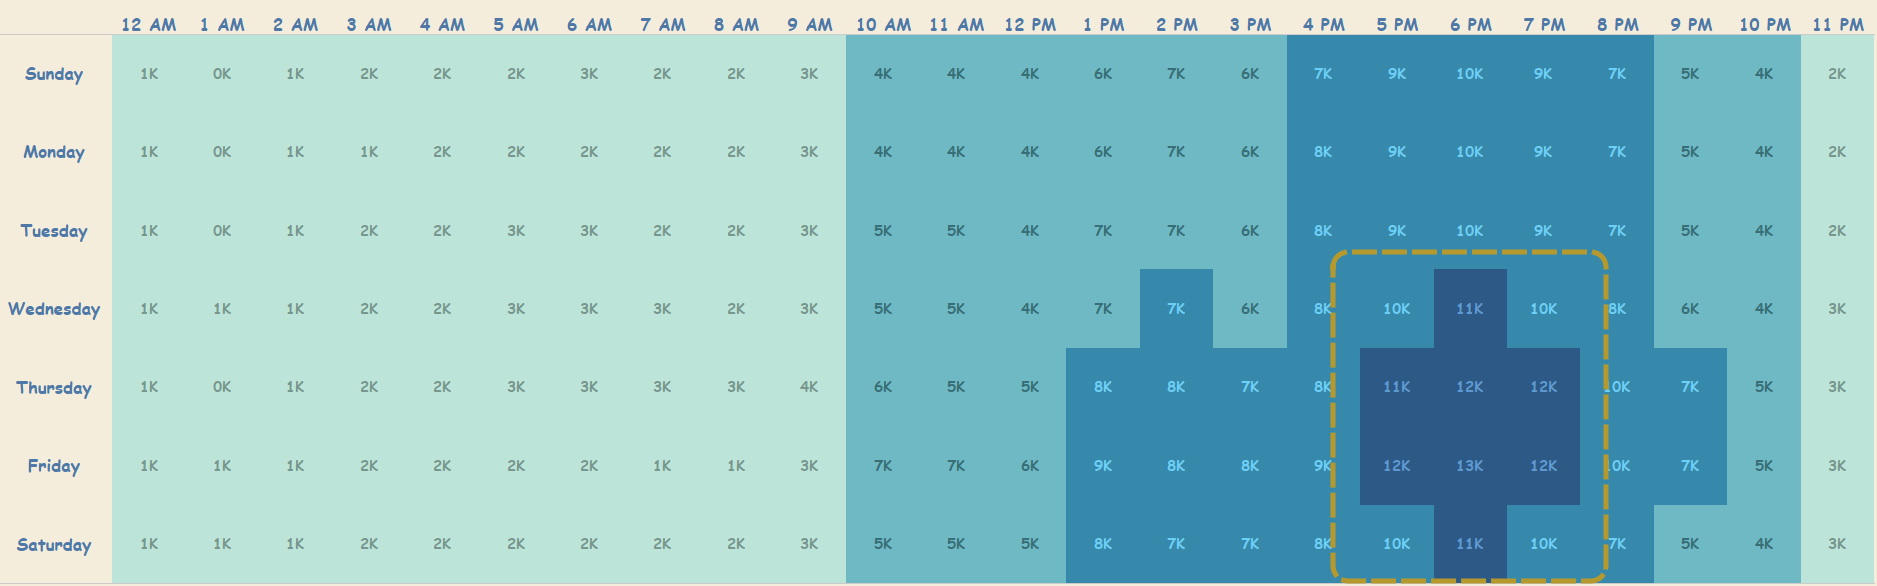 12 AM 1 AM 2 AM 3 AM 4 AM 5 AM 6 AM 7 AM 8 AM 9 AM 10 AM 11 AM 12 PM 1 PM 2 PM 3 PM 4 PM 5 PM 6 PM 7 PM 8 PM 9 PM 10 PM 11 PM
Sunday 1K 0K 1K 2K 2K 2K 3K 2K 2K 3K 4K 4K 4K 6K 7K 6K 7K 9K 10K 9K 7K 5K 4K 2K
Monday 1K 0K 1K 1K 2K 2K 2K 2K 2K 3K 4K 4K 4K 6K 7K 6K 8K 9K 10K 9K 7K 5K 4K 2K
Tuesday 1K 0K 1K 2K 2K 3K 3K 2K 2K 3K 5K 5K 4K 7K 7K 6K 8K 9K 10K 9K 7K 5K 4K 2K
Wednesday 1K 1K 1K 2K 2K 3K 3K 3K 2K 3K 5K 5K 4K 7K 7K 6K 8K 10K 11K 10K 8K 6K 4K 3K
Thursday 1K 0K 1K 2K 2K 3K 3K 3K 3K 4K 6K 5K 5K 8K 8K 7K 8K 11K 12K 12K 10K 7K 5K 3K
Friday 1K 1K 1K 2K 2K 2K 2K 1K 1K 3K 7K 7K 6K 9K 8K 8K 9K 12K 13K 12K 10K 7K 5K 3K
Saturday 1K 1K 1K 2K 2K 2K 2K 2K 2K 3K 5K 5K 5K 8K 7K 7K 8K 10K 11K 10K 7K 5K 4K 3K